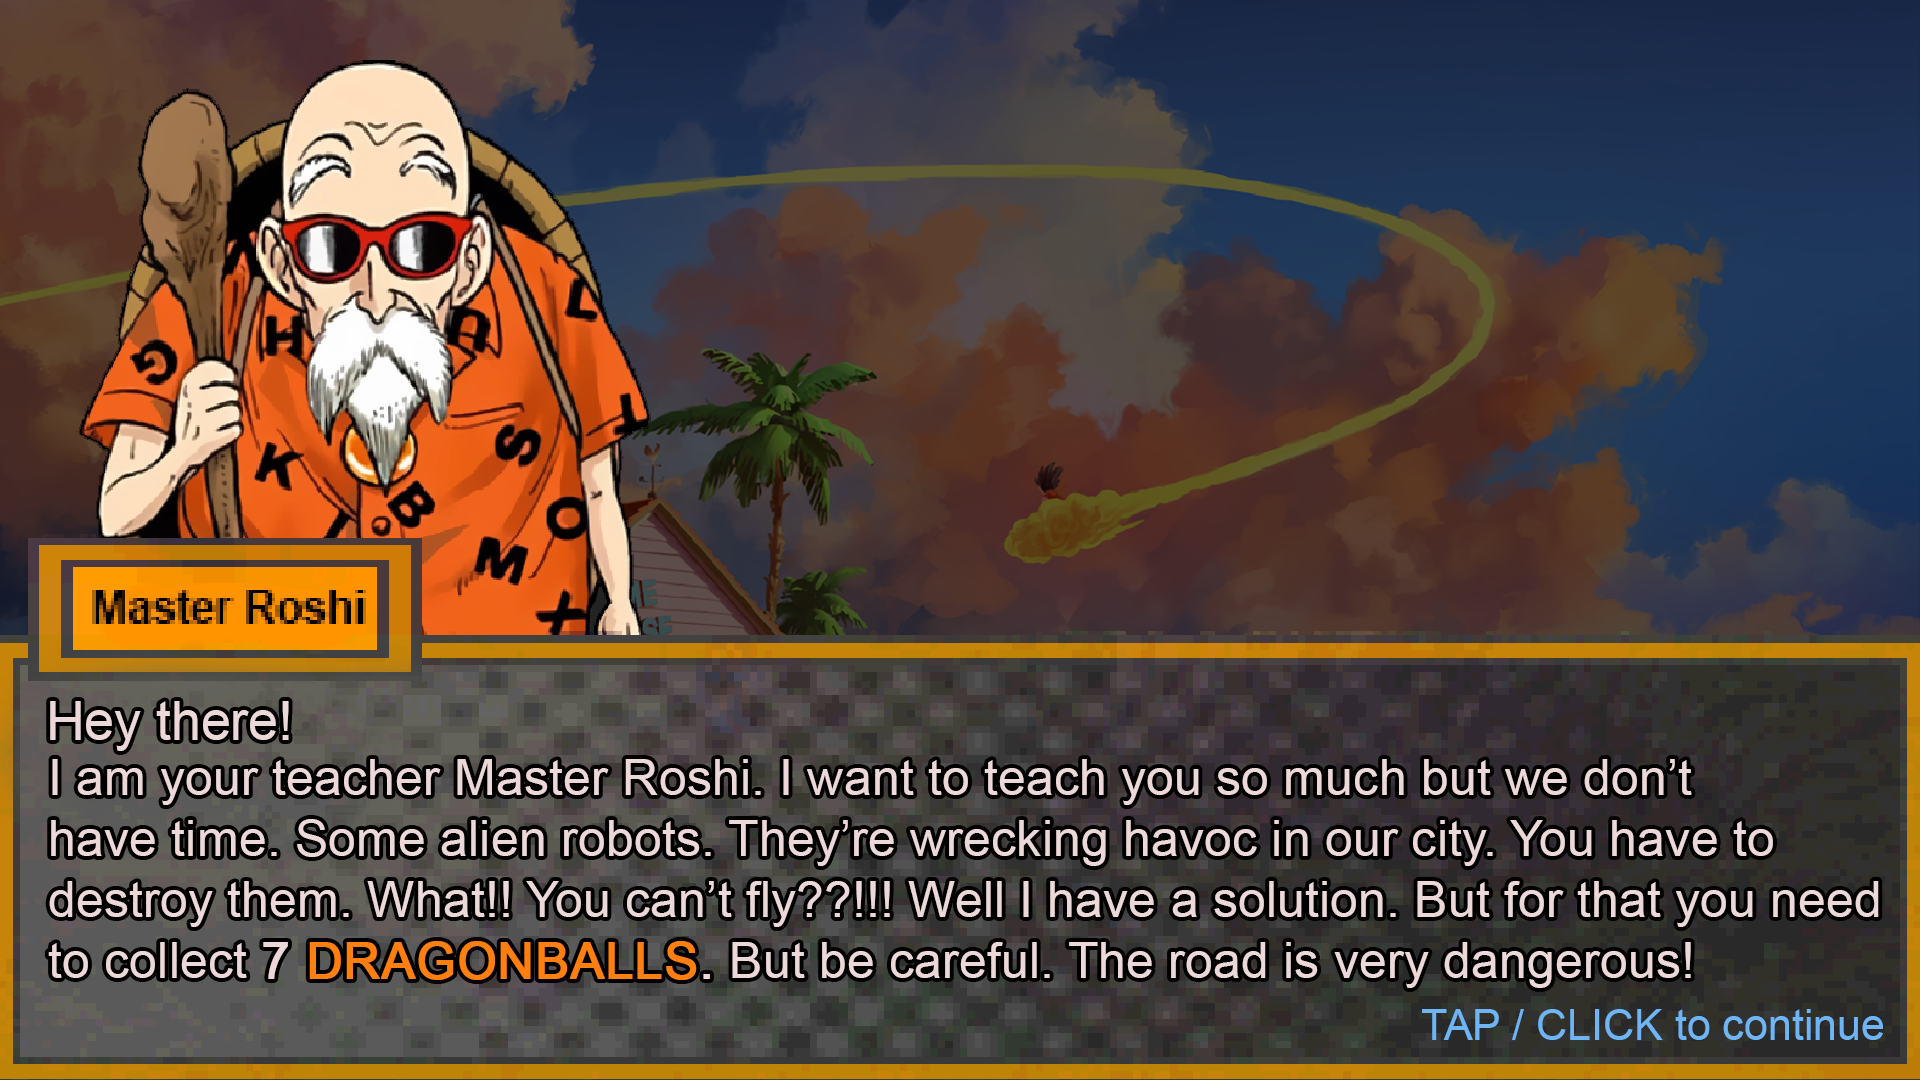 Master Roshi
Hey there!
I am your teacher Master Roshi. I want to teach you so much but we don’t
have time. Some alien robots. They’re wrecking havoc in our city. You have to
destroy them. What!! You can’t fly??!!! Well I have a solution. But for that you need
to collect 7 DRAGONBALLS. But be careful. The road is very dangerous!
TAP / CLICK to continue